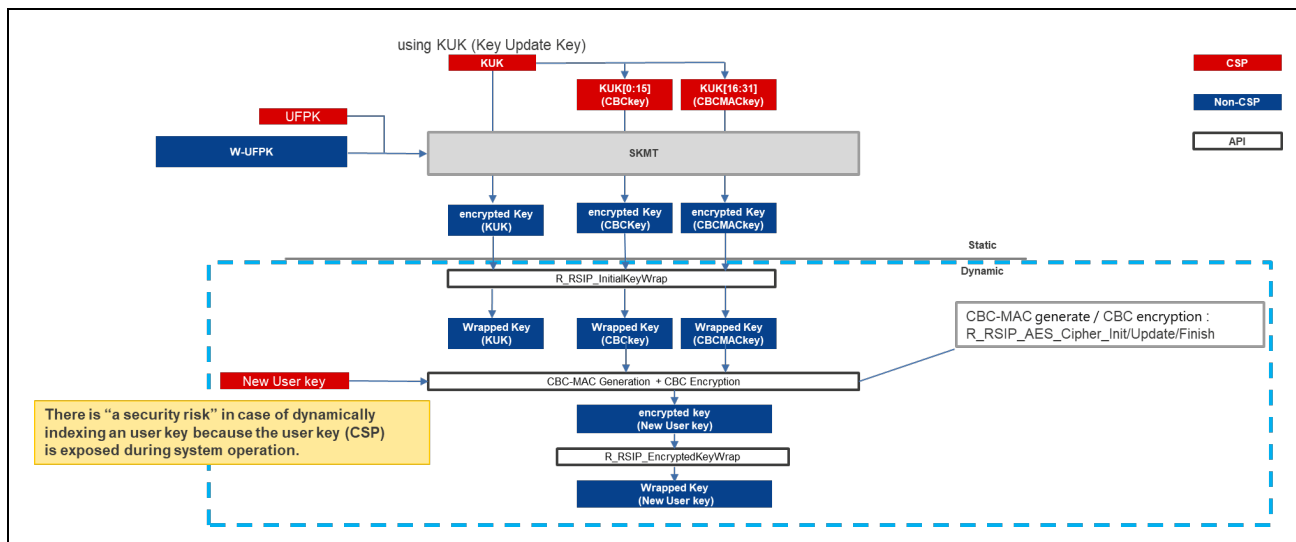 using KUK (Key Update Key)
KUK
CSP
KUK[0:15]
(CBCkey)
KUK[16:31]
(CBCMACkey)
Non-CSP
UFPK
API
W-UFPK
SKMT
encrypted Key
(KUK)
encrypted Key
(CBCKey)
encrypted Key
(CBCMACkey)
Static
Dynamic
R_RSIP_InitialKeyWrap
Wrapped Key
(KUK)
Wrapped Key
(CBCkey)
Wrapped Key
(CBCMACkey)
CBC-MAC generate / CBC encryption :
R_RSIP_AES_Cipher_Init/Update/Finish
New User key
CBC-MAC Generation + CBC Encryption
There is “a security risk” in case of dynamically
indexing an user key because the user key (CSP)
is exposed during system operation.
encrypted key
(New User key)
R_RSIP_EncryptedKeyWrap
Wrapped Key
(New User key)